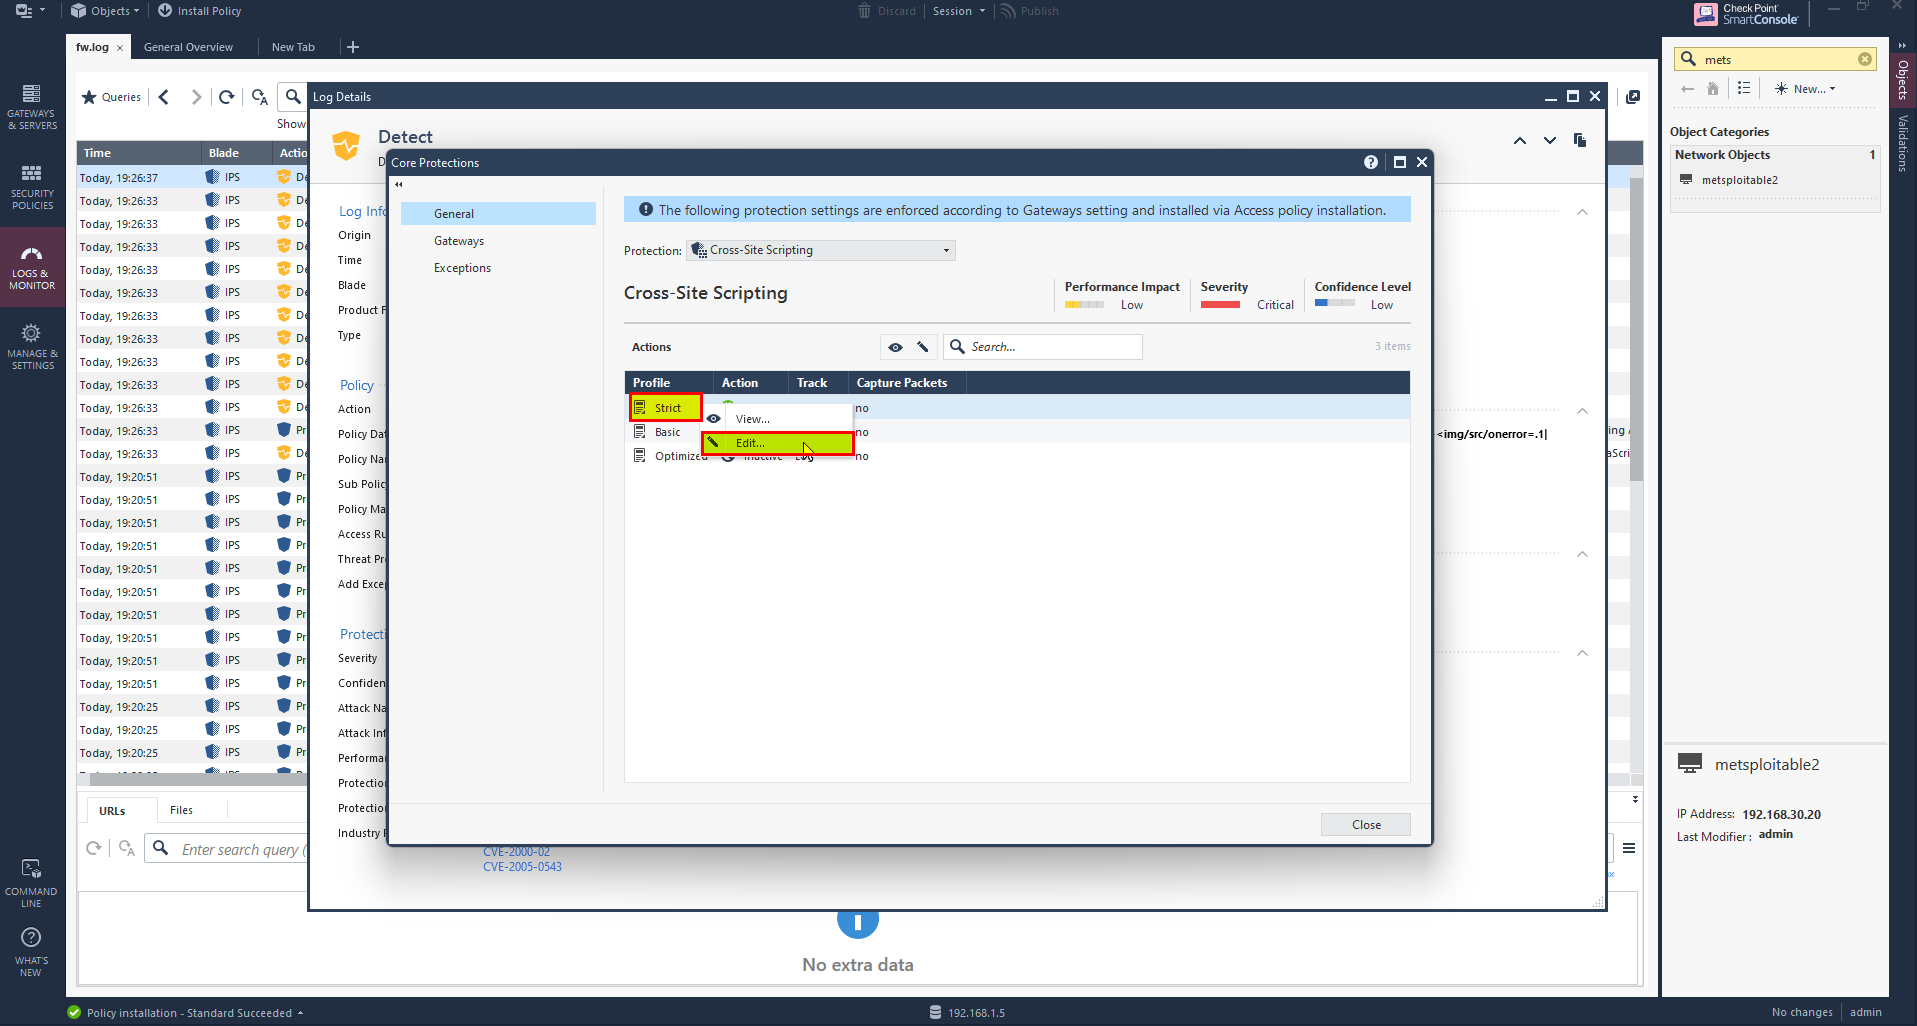 Objects
Install Policy
Discard
Session
Publish
Check Point
SmartConsole
fw.log
General Overview
New Tab
GATEWAYS
& SERVERS
SECURITY
POLICIES
LOGS &
MONITOR
MANAGE &
SETTINGS
COMMAND
LINE
WHAT'S
NEW
Queries
Show
Time Blade Actio
Today, 19:26:37 IPS De
Today, 19:26:33 IPS De
Today, 19:26:33 IPS De
Today, 19:26:33 IPS De
Today, 19:26:33 IPS De
Today, 19:26:33 IPS De
Today, 19:26:33 IPS De
Today, 19:26:33 IPS De
Today, 19:26:33 IPS De
Today, 19:26:33 IPS De
Today, 19:26:33 IPS De
Today, 19:26:33 IPS De
Today, 19:26:33 IPS De
Today, 19:20:51 IPS Pr
Today, 19:20:51 IPS Pr
Today, 19:20:51 IPS Pr
Today, 19:20:51 IPS Pr
Today, 19:20:51 IPS Pr
Today, 19:20:51 IPS Pr
Today, 19:20:51 IPS Pr
Today, 19:20:51 IPS Pr
Today, 19:20:51 IPS Pr
Today, 19:20:51 IPS Pr
Today, 19:20:25 IPS Pr
Today, 19:20:25 IPS Pr
Today, 19:20:25 IPS Pr
URLs
Files
Enter search query (
No extra data
Log Details
Detect
D
Log Info
Origin
Time
Blade
Product F
Type
Policy
Action
Policy Dat
Policy Nar
Sub Polic
Policy Ma
Access Ru
Threat Pr
Add Excep
Protecti
Severity
Confiden
Attack Na
Attack Inf
Performa
Protection
Protection
Industry R
CVE-2000-02
CVE-2005-0543
<img/src/onerror=.1|
ing
aScri
Core Protections
General
Gateways
Exceptions
The following protection settings are enforced according to Gateways setting and installed via Access policy installation.
Protection: Cross-Site Scripting
Cross-Site Scripting
Performance Impact
Low
Severity
Critical
Confidence Level
Low
Actions
Search...
3 items
Profile Action Track Capture Packets
Strict no
Basic no
Optimized Inactive no
View...
Edit...
Close
mets
New...
Object Categories
Network Objects 1
metsploitable2
Objects
Validations
metsploitable2
IP Address: 192.168.30.20
Last Modifier : admin
Policy installation - Standard Succeeded
192.168.1.5
No changes
admin